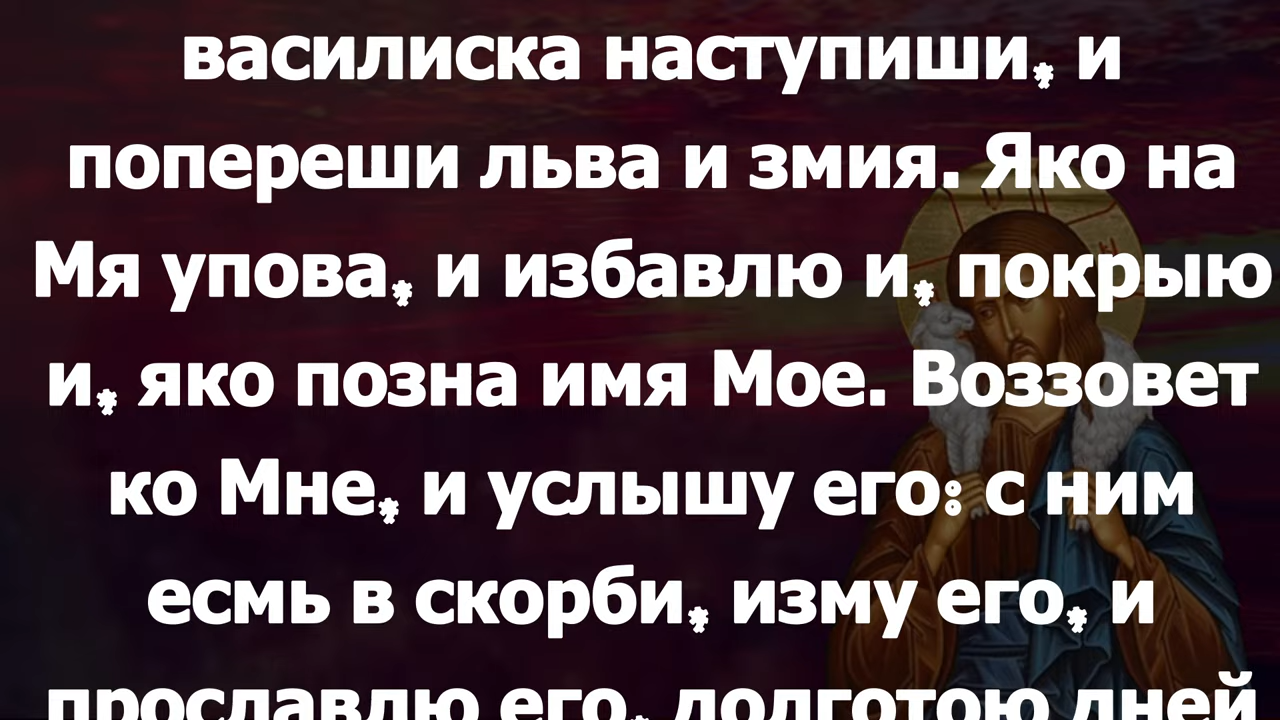 василиска наступиши, и
попереши льва и змия. Яко на
Мя упова, и избавлю и, покрыю
и, яко позна имя Мое. Воззовет
ко Мне, и услышу его: с ним
есмь в скорби, изму его, и
прославлю его, долготою дней